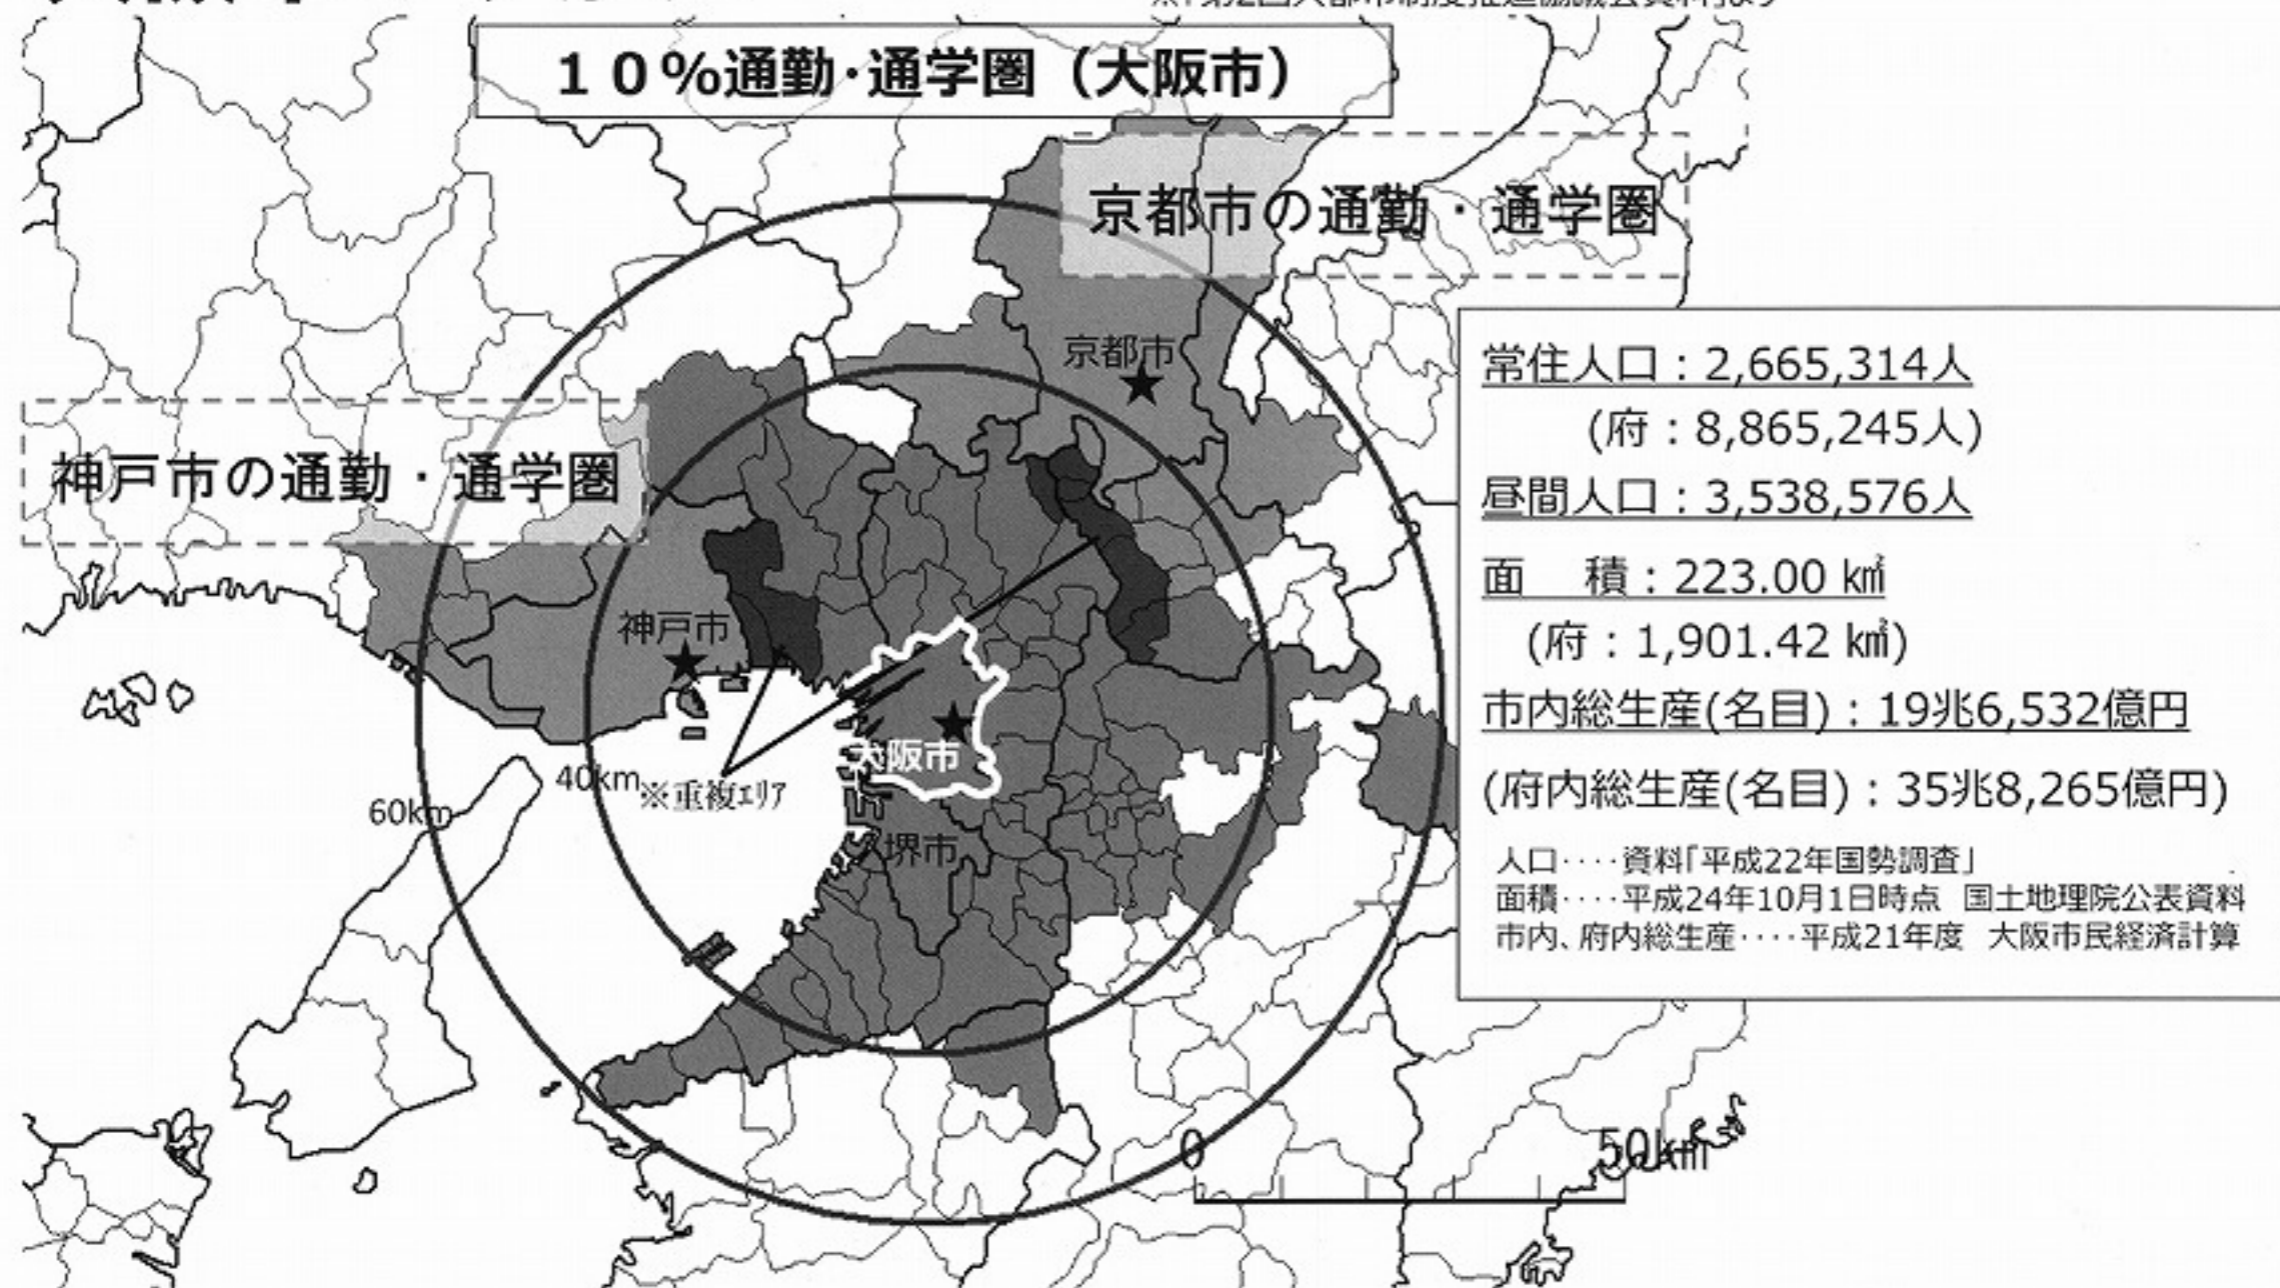 １０％通勤・通学圏（大阪市）
京都市の通勤・通学圏
京都市
神戸市の通勤・通学圏
神戸市
大阪市
40km
※重複ｴﾘｱ
60km
堺市
0
50km
常住人口：2,665,314人
(府：8,865,245人)
昼間人口：3,538,576人
面　積：223.00 ㎢
(府：1,901.42 ㎢)
市内総生産(名目)：19兆6,532億円
(府内総生産(名目)：35兆8,265億円)
人口‥‥資料｢平成22年国勢調査｣
面積‥‥平成24年10月1日時点 国土地理院公表資料
市内､府内総生産‥‥平成21年度 大阪市民経済計算